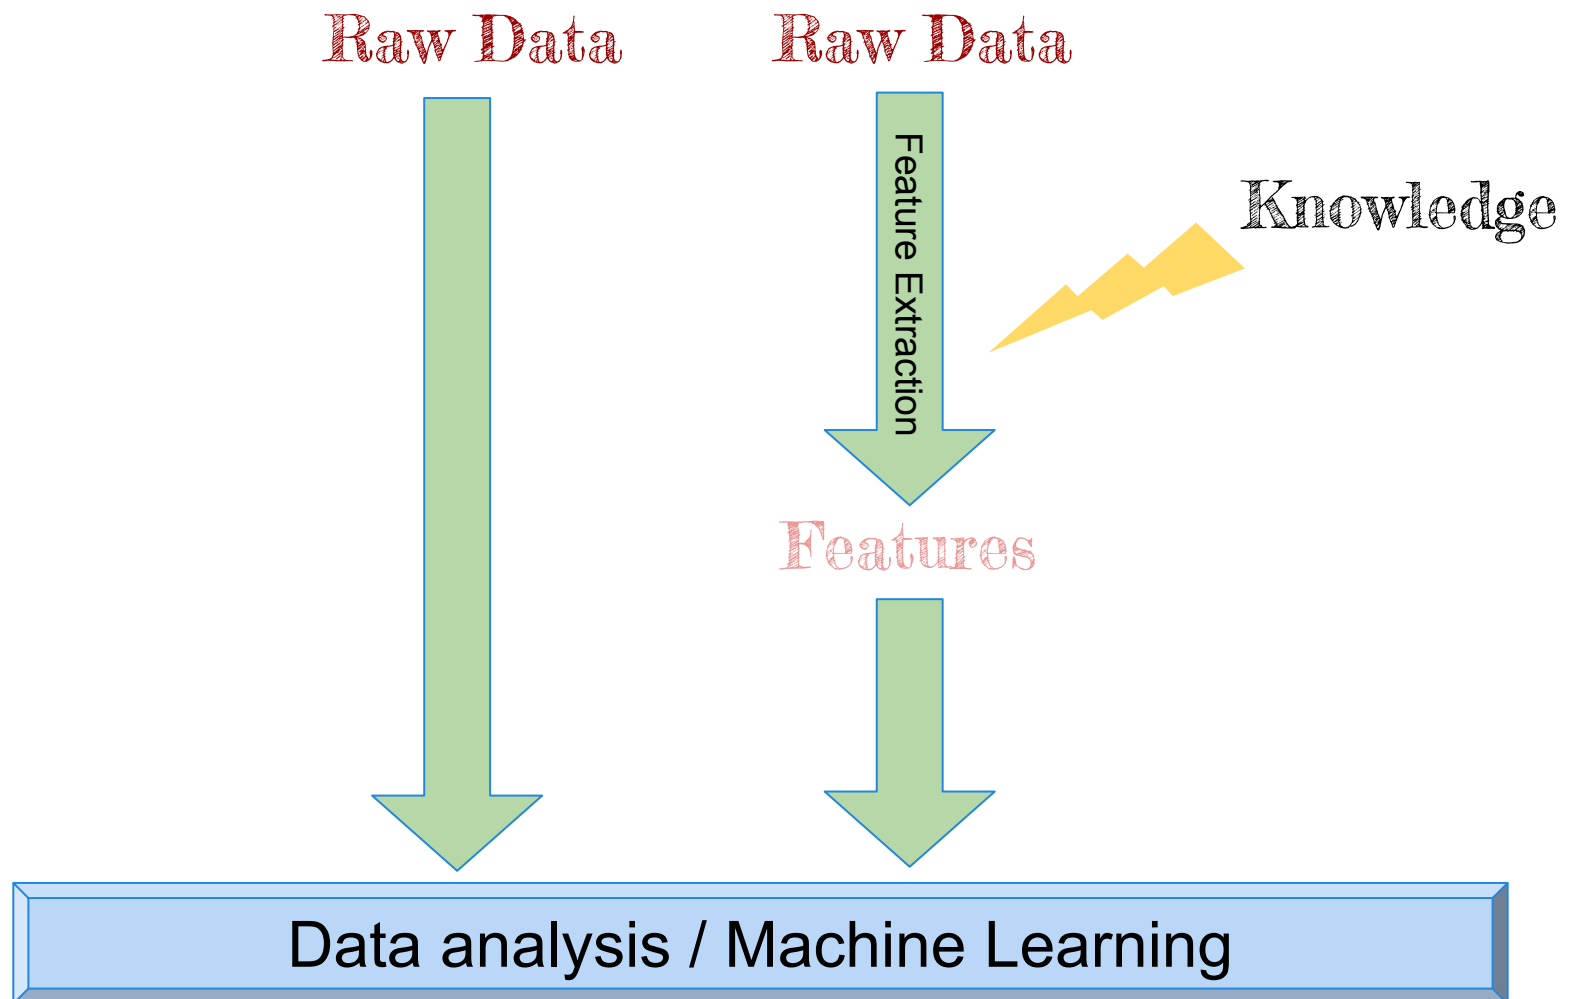 Raw Data
Raw Data
Feature Extraction
Knowledge
Features
Data analysis / Machine Learning